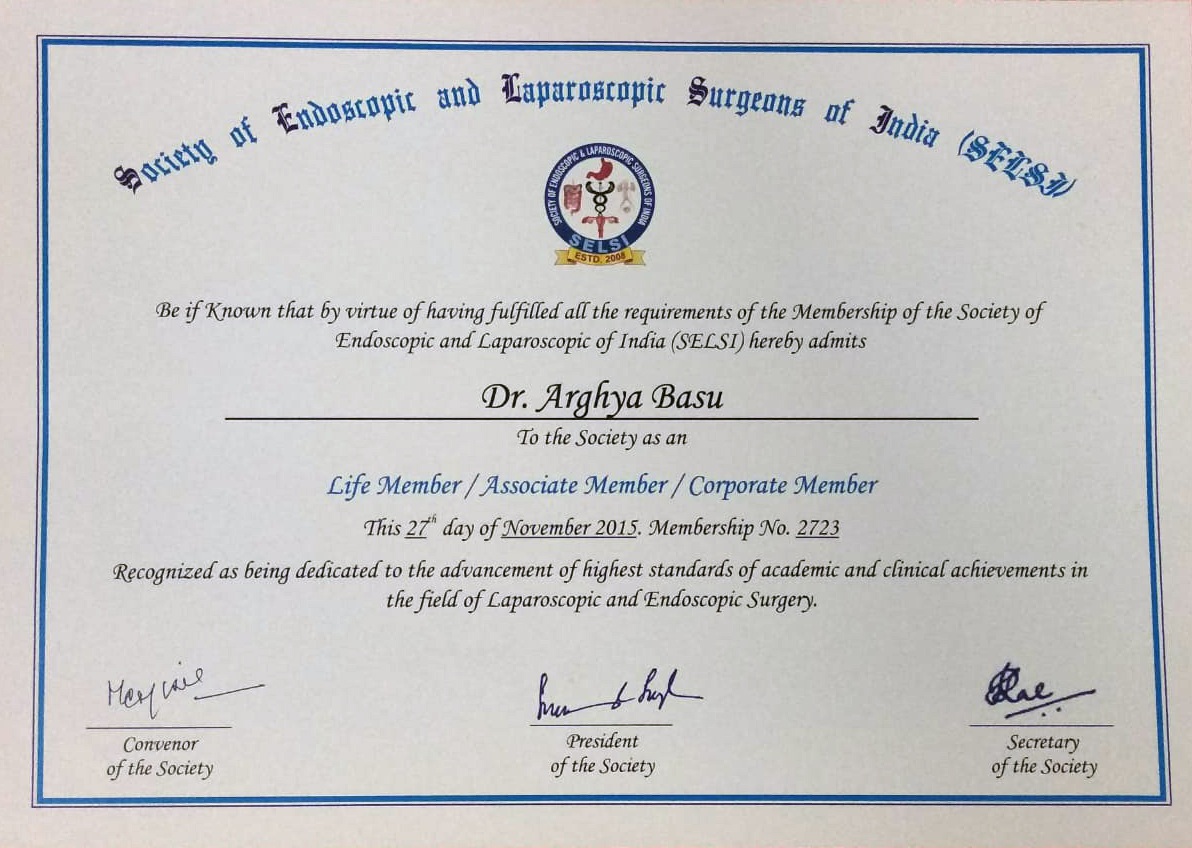 Society of Endoscopic and Laparoscopic Surgeons of India (SELSI)
SOCIETY OF ENDOSCOPIC & LAPAROSCOPIC SURGEONS OF INDIA
SELSI
ESTD. 2008
Be if Known that by virtue of having fulfilled all the requirements of the Membership of the Society of
Endoscopic and Laparoscopic of India (SELSI) hereby admits
Dr. Arghya Basu
To the Society as an
Life Member / Associate Member / Corporate Member
This 27th day of November 2015. Membership No. 2723
Recognized as being dedicated to the advancement of highest standards of academic and clinical achievements in
the field of Laparoscopic and Endoscopic Surgery.
Convenor
of the Society
President
of the Society
Secretary
of the Society